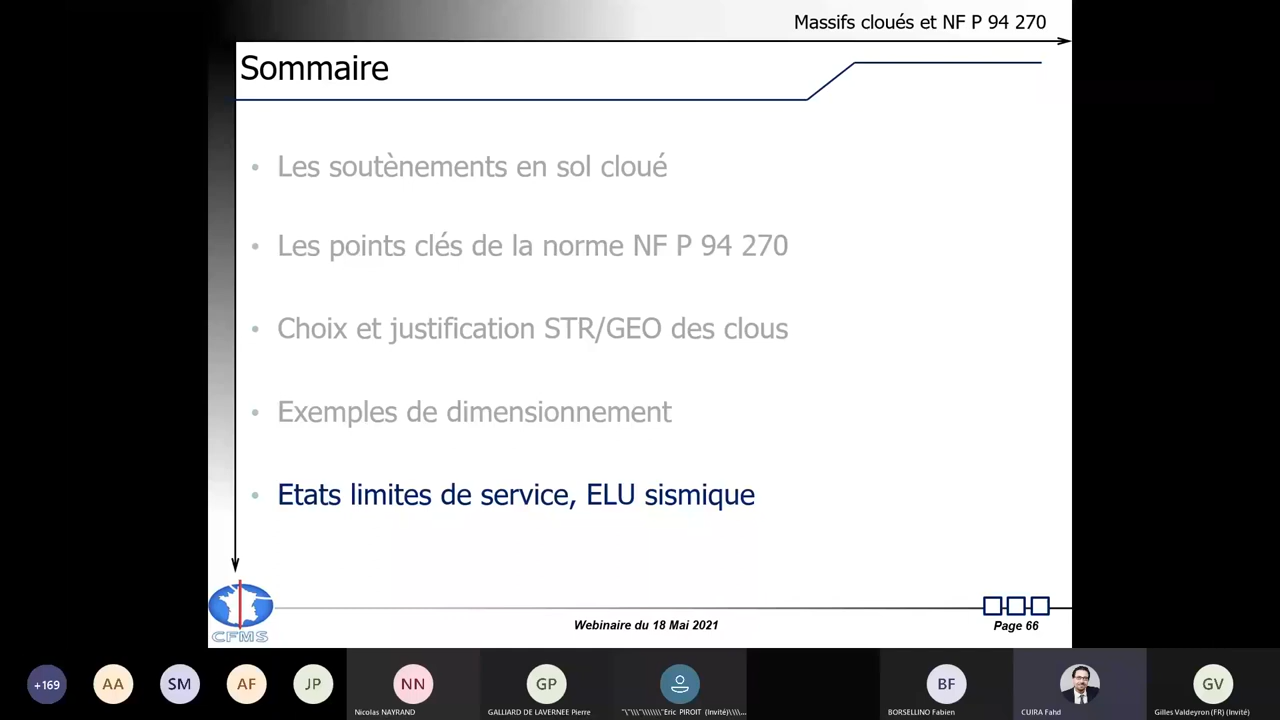 Massifs cloués et NF P 94 270
Sommaire
• Les soutènements en sol cloué
• Les points clés de la norme NF P 94 270
• Choix et justification STR/GEO des clous
• Exemples de dimensionnement
• Etats limites de service, ELU sismique
CFMS
Webinaire du 18 Mai 2021
Page 66
+169
AA
SM
AF
JP
NN
GP
BF
GV
Nicolas NAYRAND
GALLIARD DE LAVERNEE Pierre
"\"\\\"\\\\\\\"Eric PIROIT (Invité)\\\\...
BORSELLINO Fabien
CUIRA Fahd
Gilles Valdeyron (FR) (Invité)